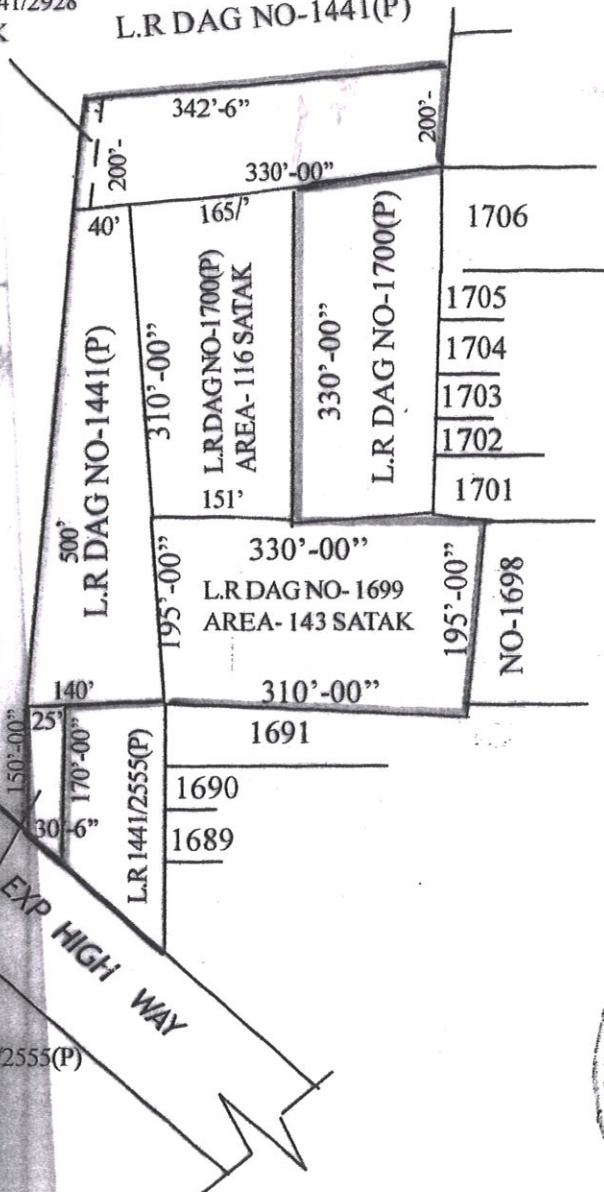 41/2928
K
L.R DAG NO-1441(P)
342'-6"
200'-
200'-
330'-00"
40'
165/'
1706
L.R DAG NO-1700(P)
AREA- 116 SATAK
310'-00"
330'-00"
L.R DAG NO-1700(P)
1705
1704
1703
1702
1701
500'
L.R DAG NO-1441(P)
151'
330'-00"
195'-00"
L.R DAG NO- 1699
AREA- 143 SATAK
195'-00"
NO-1698
140'
310'-00"
25'
150'-00"
170'-00"
30'-6"
L.R 1441/2555(P)
1691
1690
1689
EXP HIGH WAY
/2555(P)